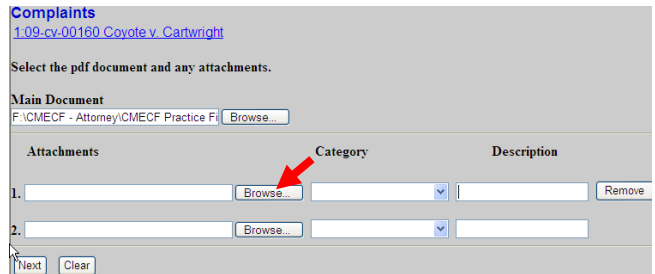 Complaints
1:09-cv-00160 Coyote v. Cartwright
Select the pdf document and any attachments.
Main Document
F:\CMECF - Attorney\CMECF Practice Fi Browse...
Attachments Category Description
1. Browse... Remove
2. Browse...
Next Clear